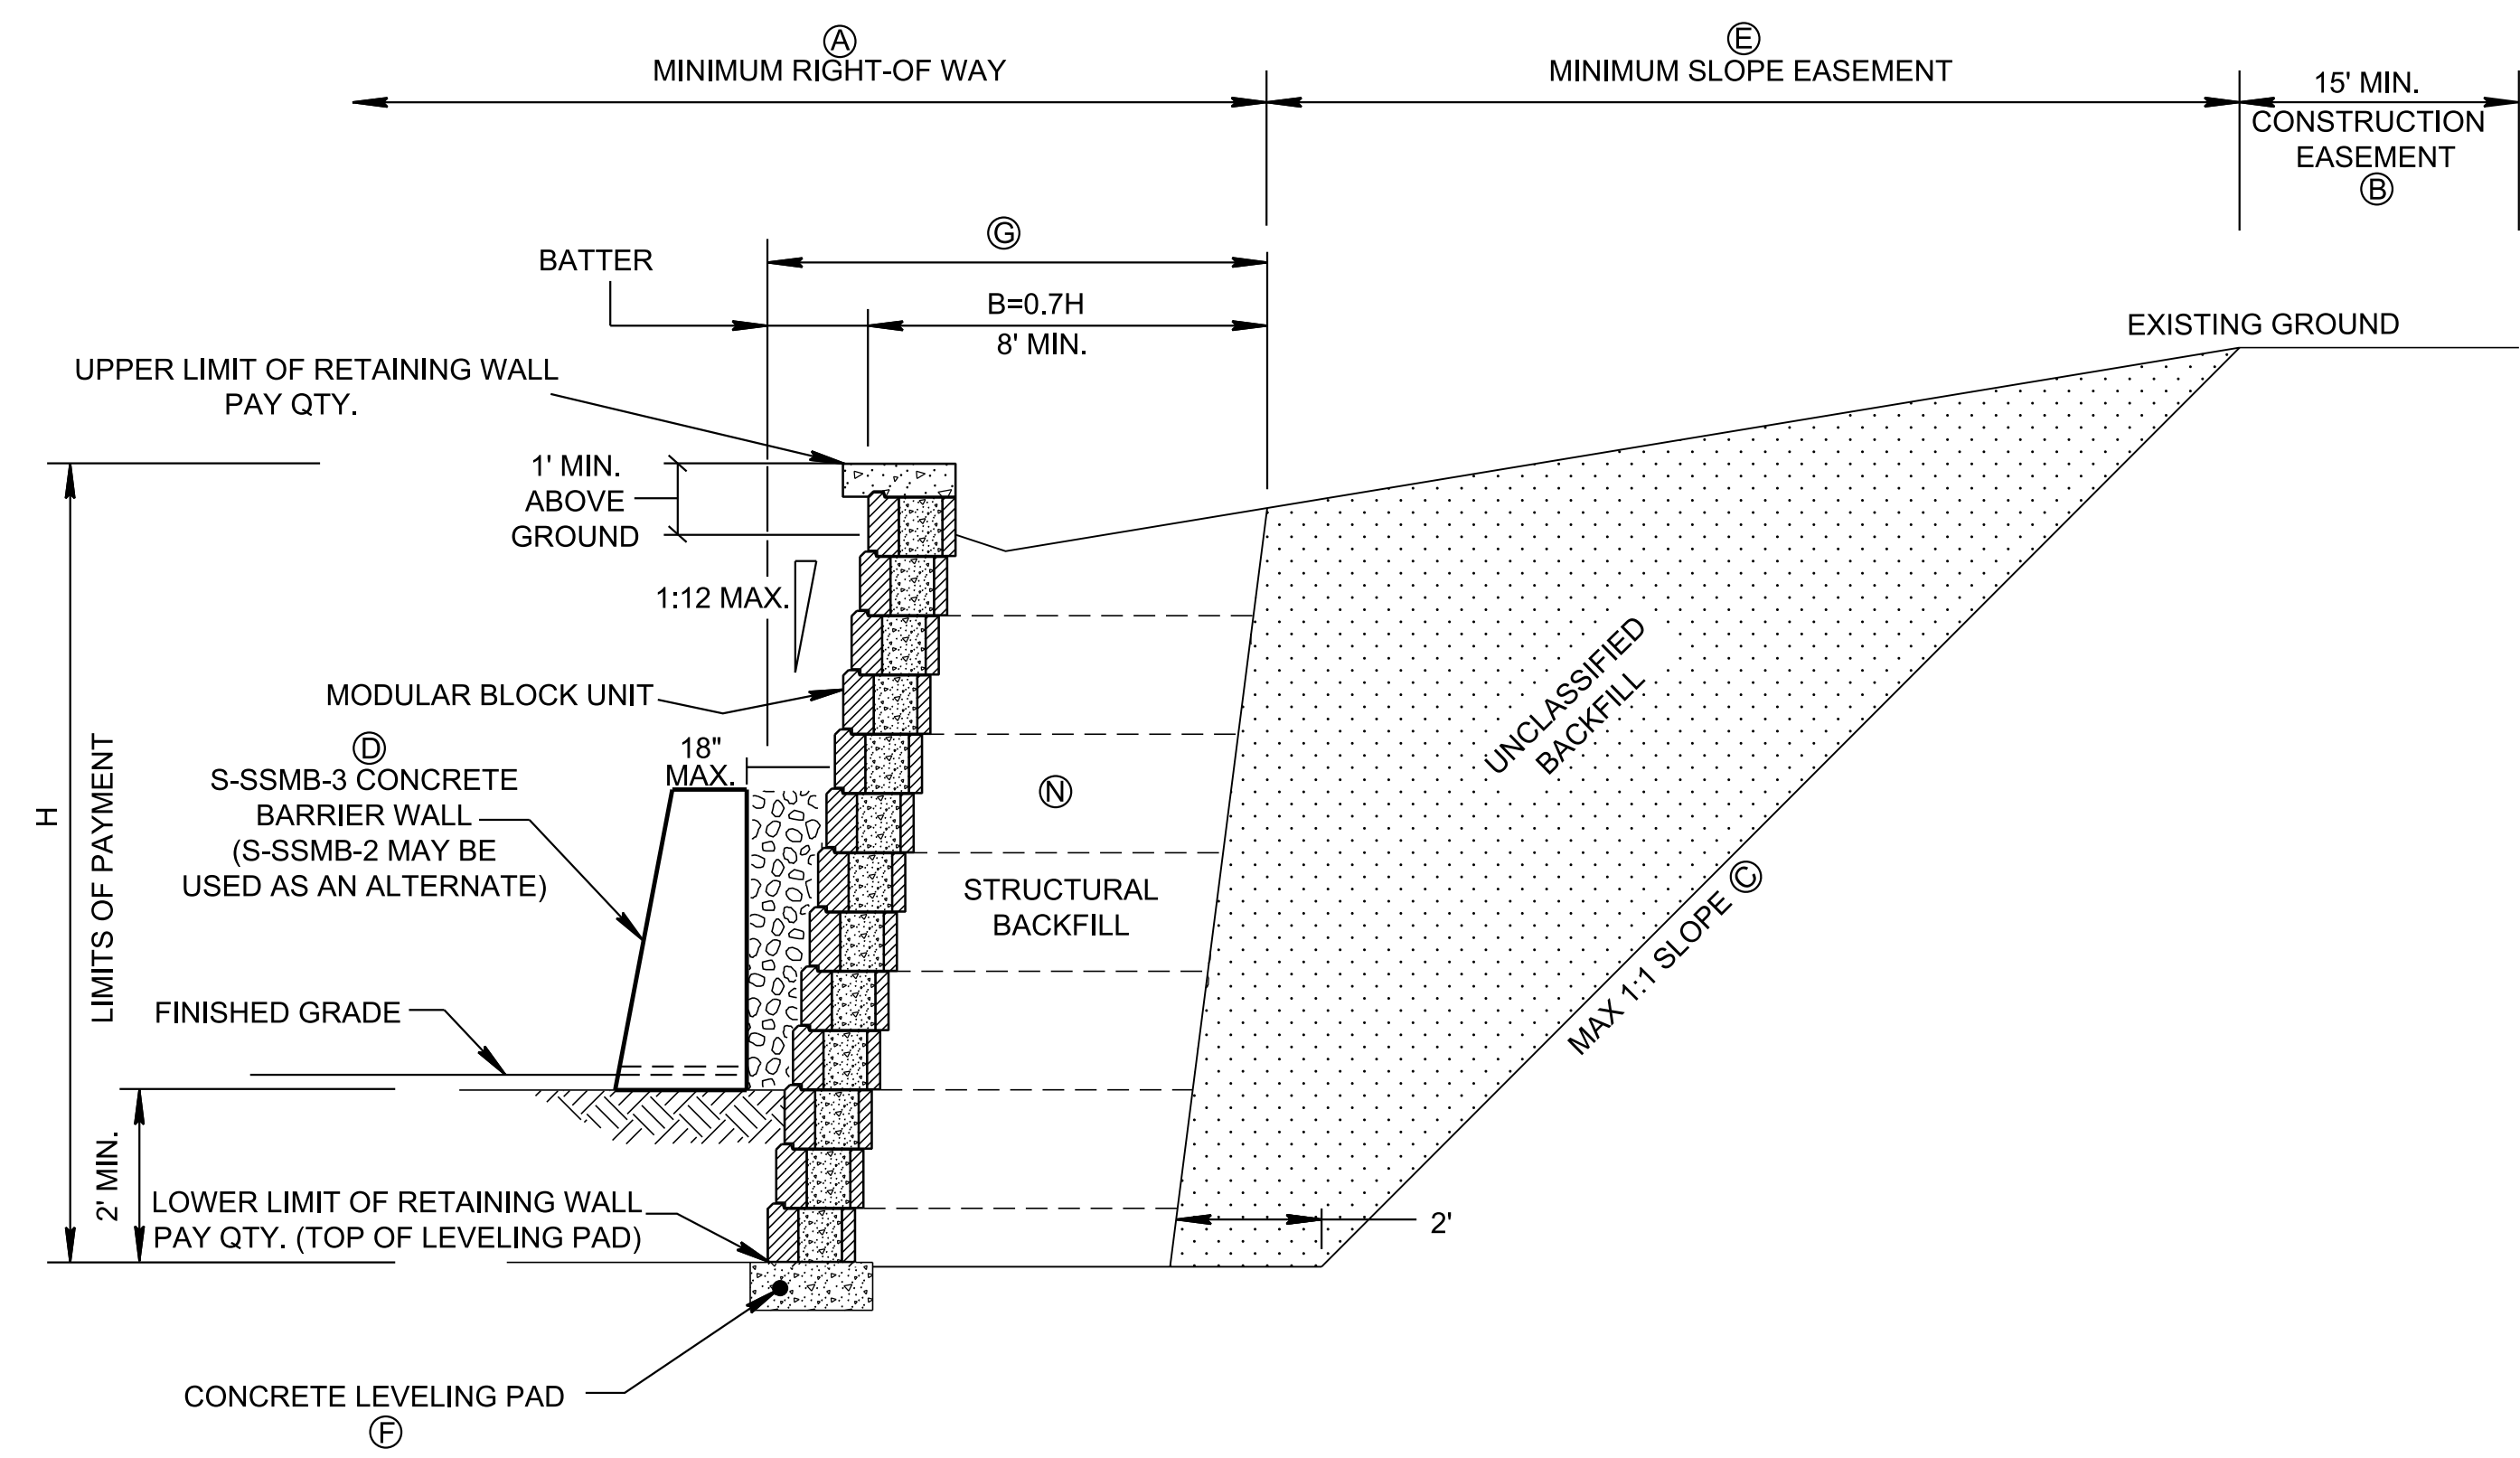 Ⓐ
MINIMUM RIGHT-OF WAY
Ⓔ
MINIMUM SLOPE EASEMENT
15' MIN.
CONSTRUCTION
EASEMENT
Ⓑ
Ⓖ
BATTER
B=0.7H
8' MIN.
EXISTING GROUND
UPPER LIMIT OF RETAINING WALL
PAY QTY.
1' MIN.
ABOVE
GROUND
1:12 MAX.
MODULAR BLOCK UNIT
UNCLASSIFIED
BACKFILL
Ⓓ
S-SSMB-3 CONCRETE
BARRIER WALL
(S-SSMB-2 MAY BE
USED AS AN ALTERNATE)
18"
MAX.
Ⓝ
STRUCTURAL
BACKFILL
MAX 1:1 SLOPE Ⓒ
H
LIMITS OF PAYMENT
FINISHED GRADE
2' MIN.
LOWER LIMIT OF RETAINING WALL
PAY QTY. (TOP OF LEVELING PAD)
2'
CONCRETE LEVELING PAD
Ⓕ